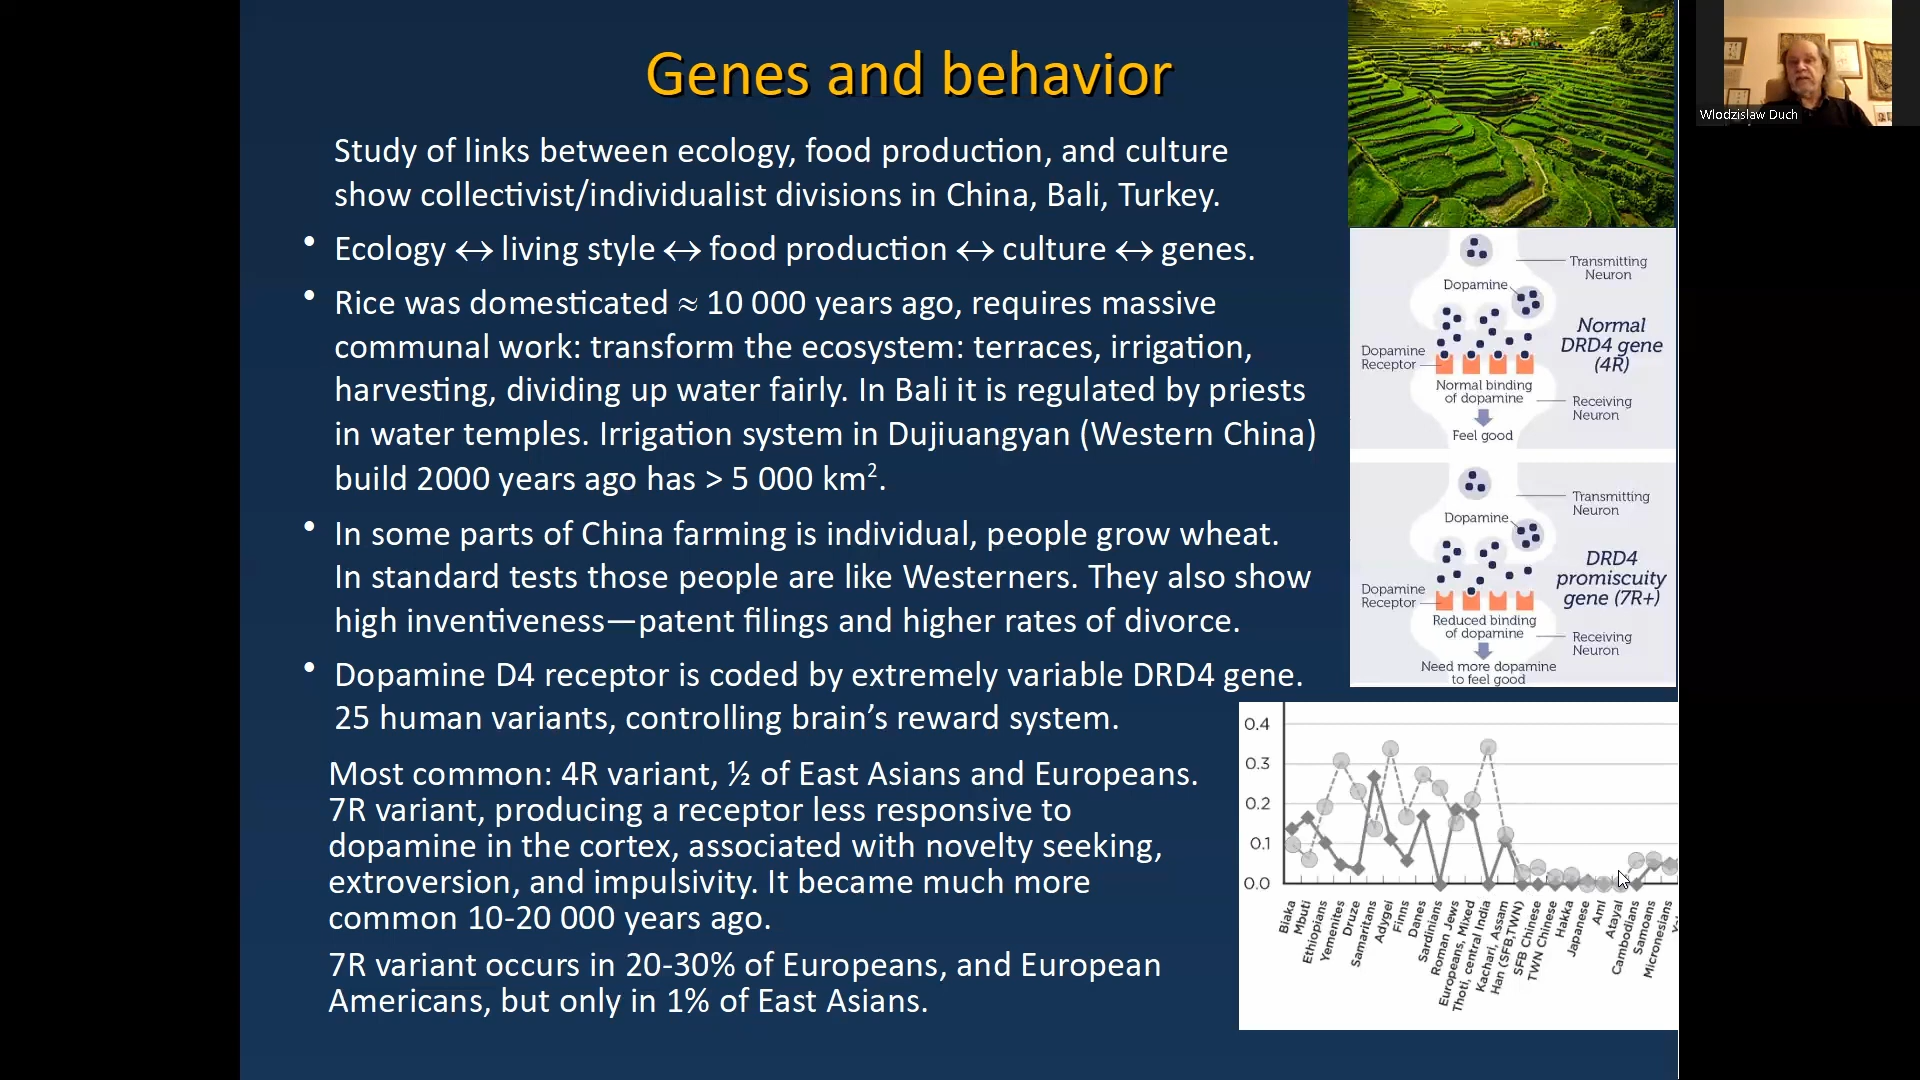 Genes and behavior
Study of links between ecology, food production, and culture
show collectivist/individualist divisions in China, Bali, Turkey.
• Ecology ↔ living style ↔ food production ↔ culture ↔ genes.
• Rice was domesticated ≈ 10 000 years ago, requires massive
communal work: transform the ecosystem: terraces, irrigation,
harvesting, dividing up water fairly. In Bali it is regulated by priests
in water temples. Irrigation system in Dujiuangyan (Western China)
build 2000 years ago has > 5 000 km².
• In some parts of China farming is individual, people grow wheat.
In standard tests those people are like Westerners. They also show
high inventiveness—patent filings and higher rates of divorce.
• Dopamine D4 receptor is coded by extremely variable DRD4 gene.
25 human variants, controlling brain’s reward system.
Most common: 4R variant, ½ of East Asians and Europeans.
7R variant, producing a receptor less responsive to
dopamine in the cortex, associated with novelty seeking,
extroversion, and impulsivity. It became much more
common 10-20 000 years ago.
7R variant occurs in 20-30% of Europeans, and European
Americans, but only in 1% of East Asians.
Transmitting
Neuron
Dopamine
Normal
DRD4 gene
(4R)
Dopamine
Receptor
Normal binding
of dopamine
Receiving
Neuron
Feel good
Transmitting
Neuron
Dopamine
DRD4
promiscuity
gene (7R+)
Dopamine
Receptor
Reduced binding
of dopamine
Receiving
Neuron
Need more dopamine
to feel good
0.4
0.3
0.2
0.1
0.0
Biaka
Mbuti
Ethiopians
Yemenites
Druze
Samaritans
Adygei
Finns
Danes
Sardinians
Roman Jews
Europeans, Mixed
Thoti, central India
Kachari, Assam
Han (SFB,TWN)
SFB Chinese
TWN Chinese
Hakka
Japanese
Ami
Atayal
Cambodians
Samoans
Micronesians
Wlodzislaw Duch